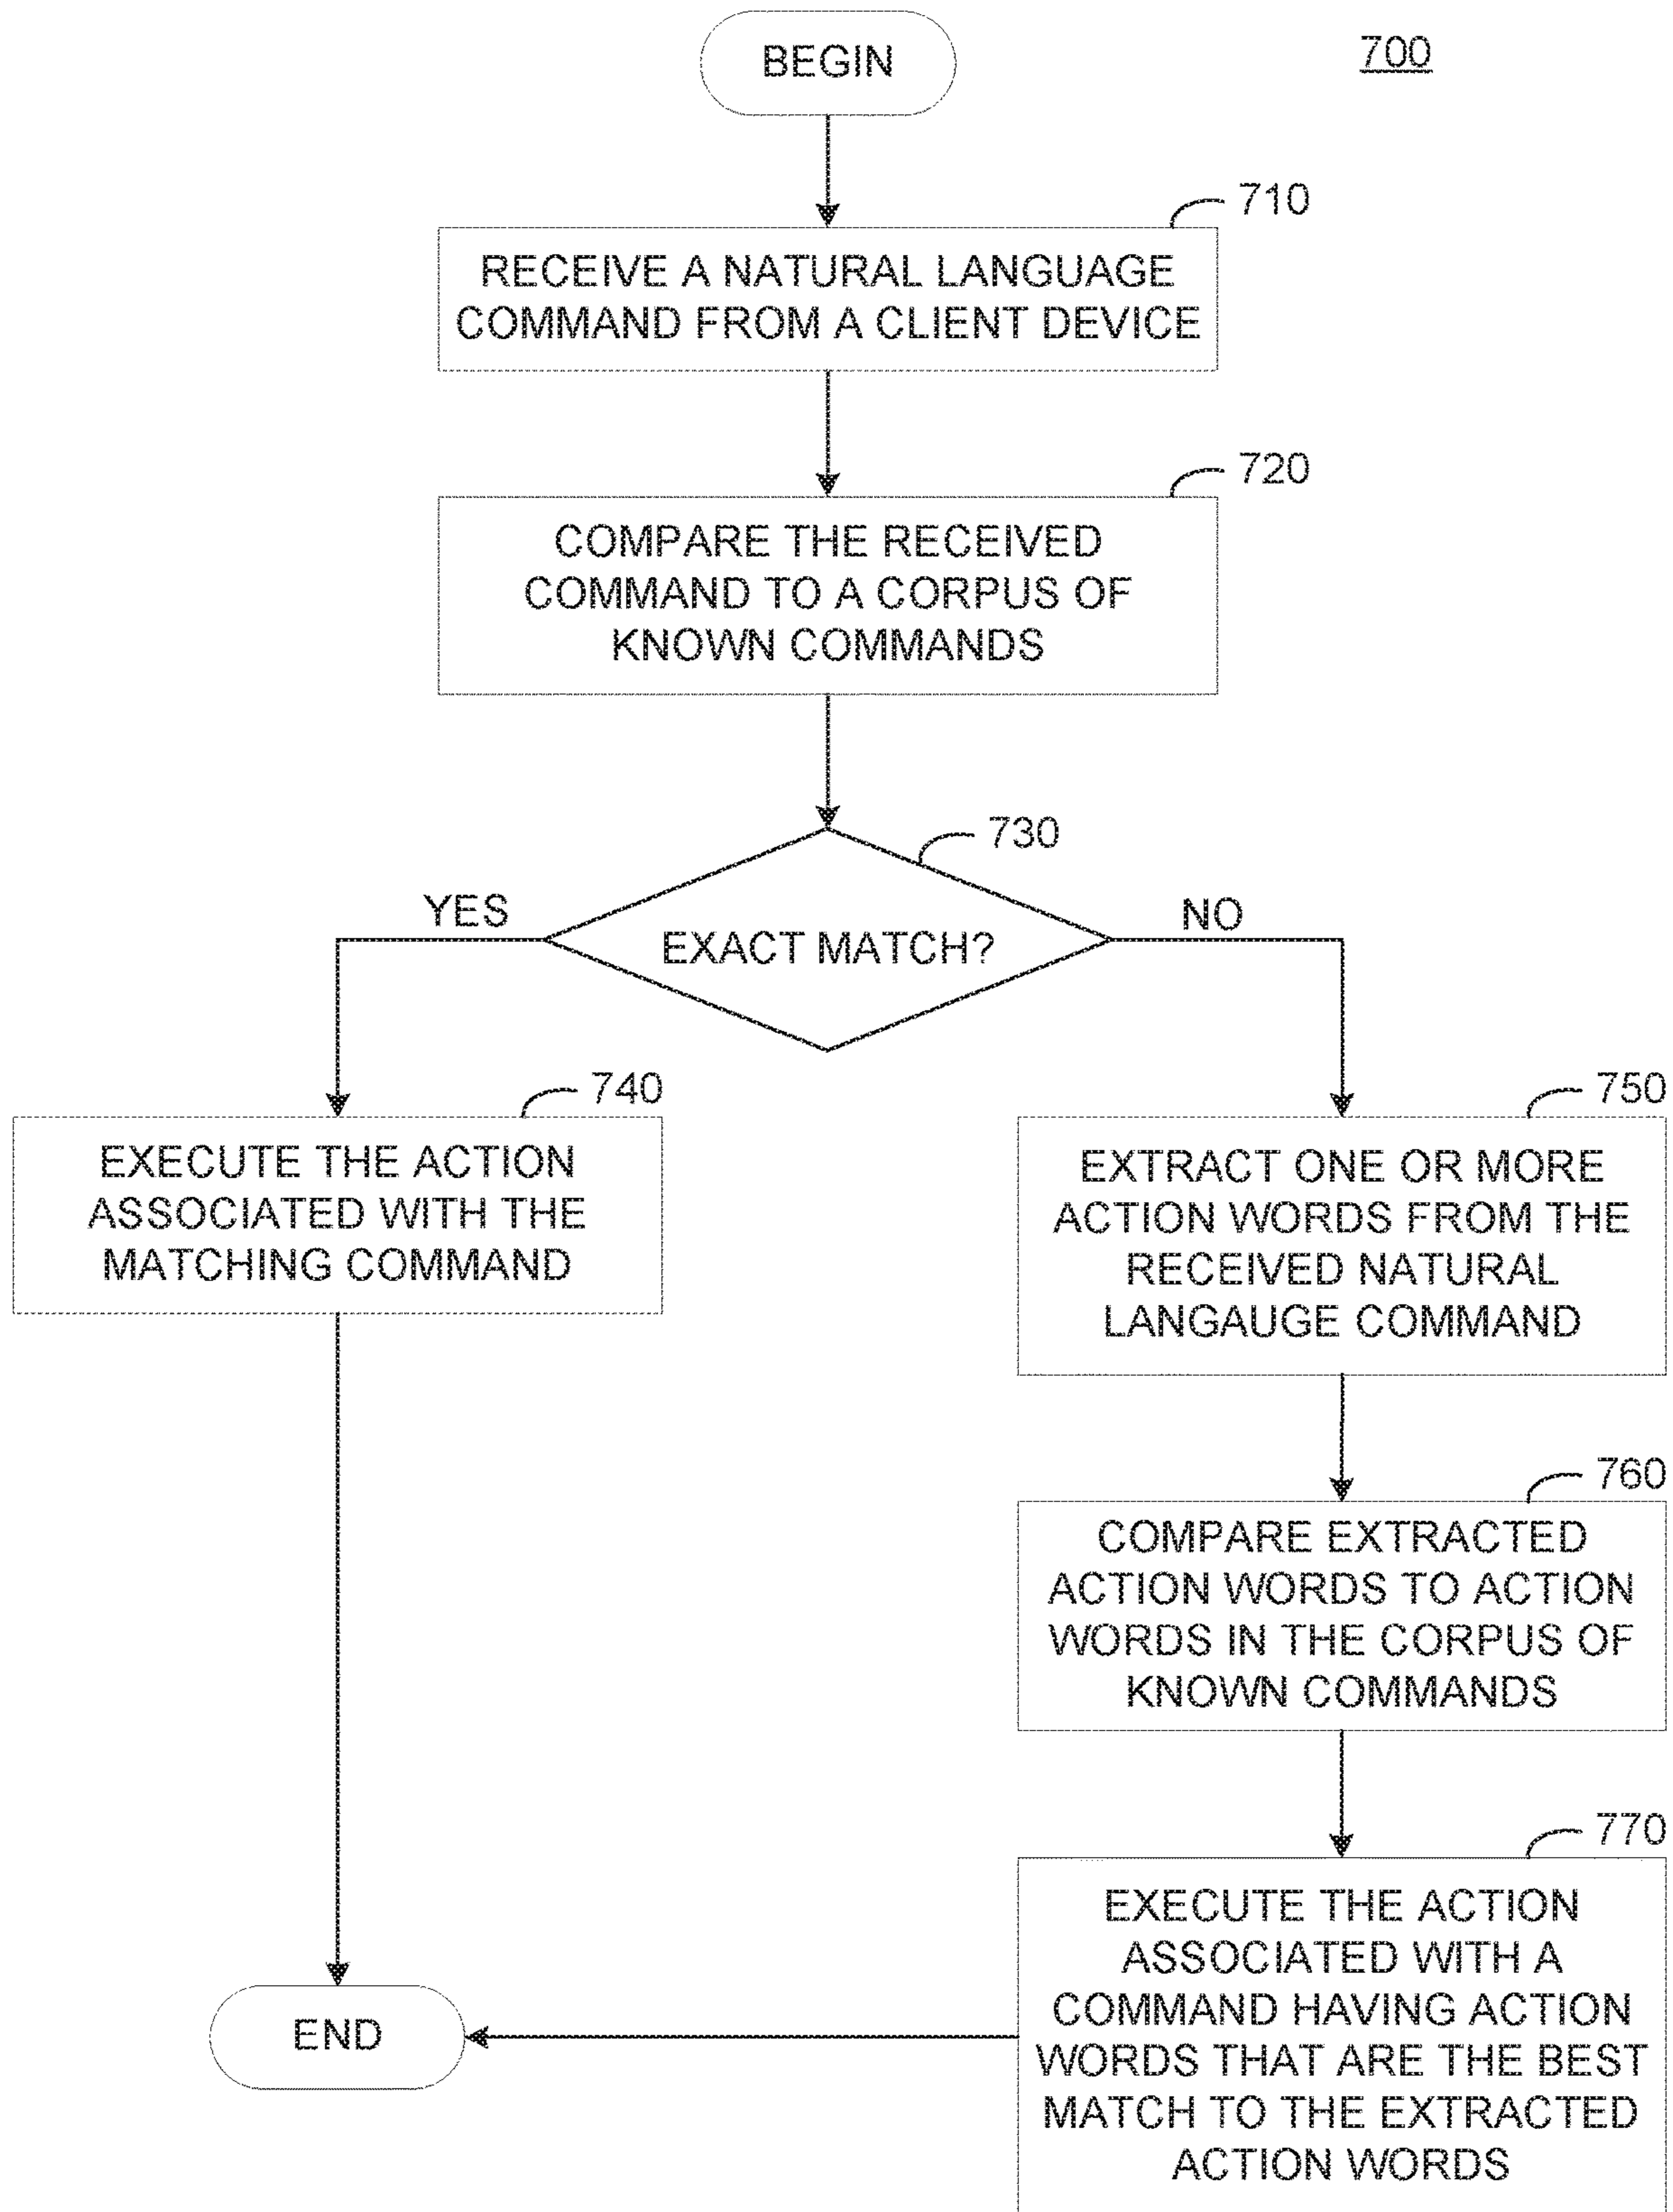 BEGIN
700
710
RECEIVE A NATURAL LANGUAGE
COMMAND FROM A CLIENT DEVICE
720
COMPARE THE RECEIVED
COMMAND TO A CORPUS OF
KNOWN COMMANDS
730
EXACT MATCH?
YES
NO
740
EXECUTE THE ACTION
ASSOCIATED WITH THE
MATCHING COMMAND
750
EXTRACT ONE OR MORE
ACTION WORDS FROM THE
RECEIVED NATURAL
LANGAUGE COMMAND
760
COMPARE EXTRACTED
ACTION WORDS TO ACTION
WORDS IN THE CORPUS OF
KNOWN COMMANDS
770
EXECUTE THE ACTION
ASSOCIATED WITH A
COMMAND HAVING ACTION
WORDS THAT ARE THE BEST
MATCH TO THE EXTRACTED
ACTION WORDS
END